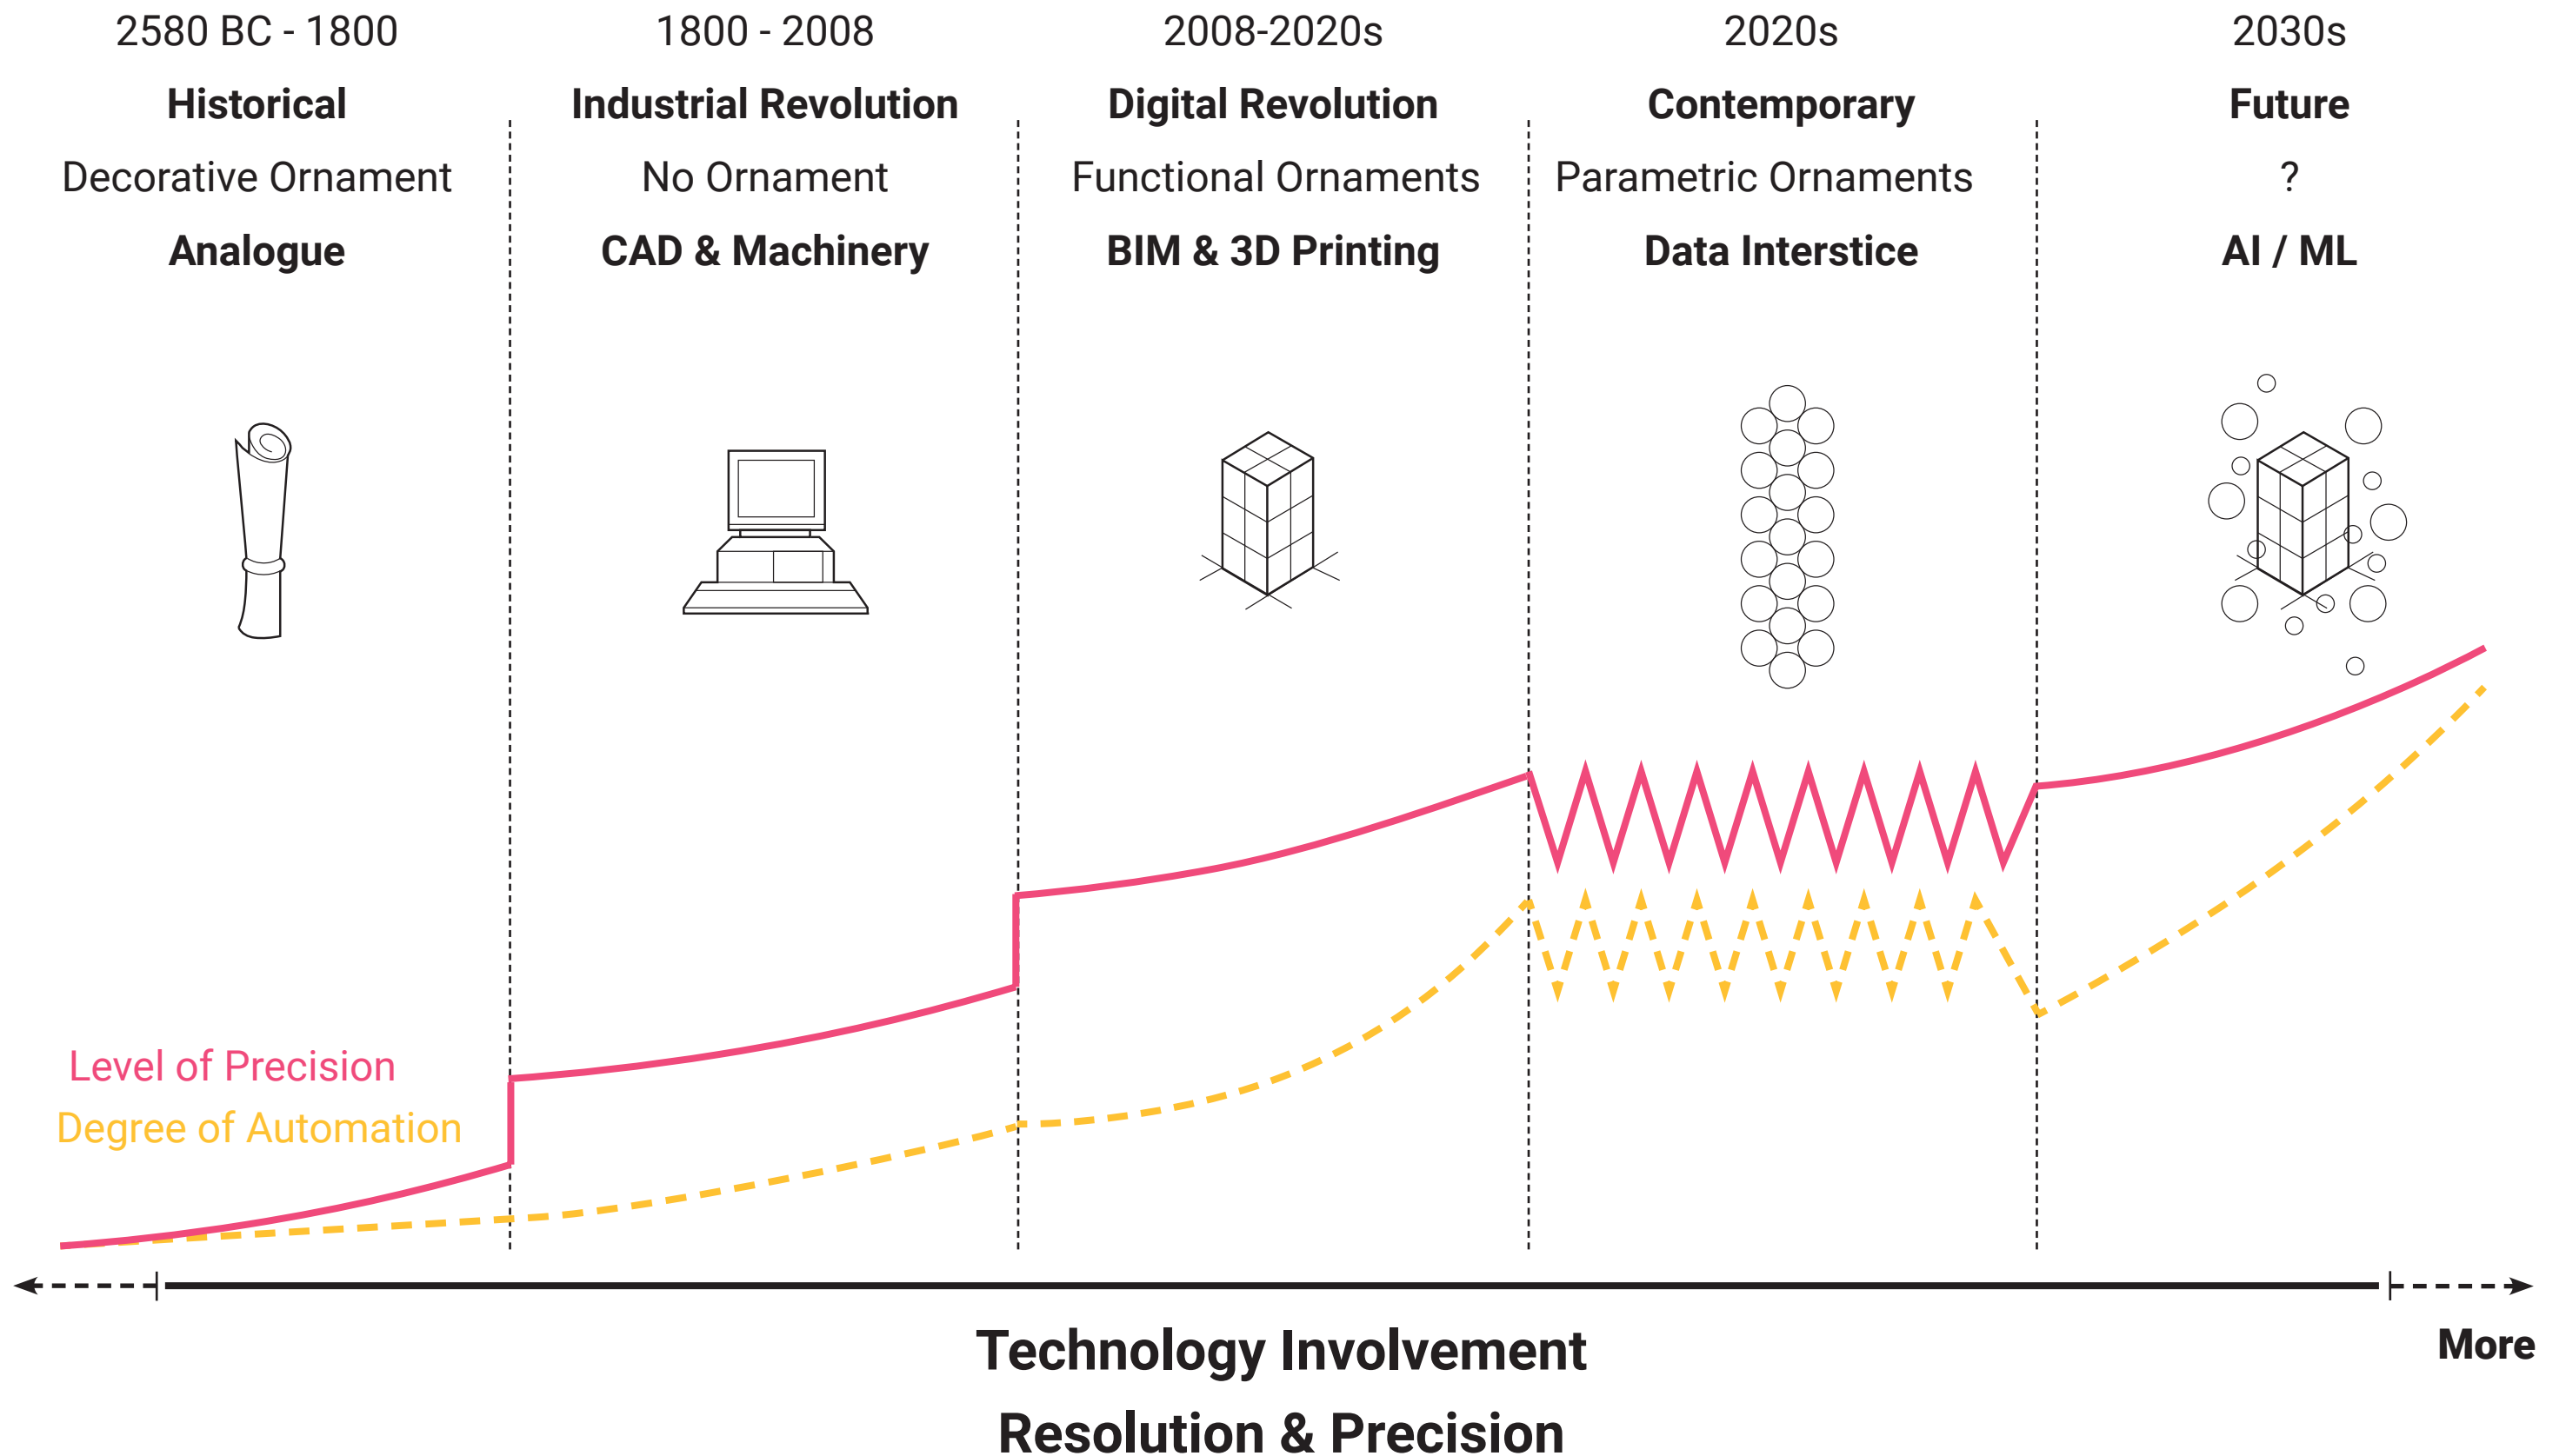 2580 BC - 1800
Historical
Decorative Ornament
Analogue
1800 - 2008
Industrial Revolution
No Ornament
CAD & Machinery
2008-2020s
Digital Revolution
Functional Ornaments
BIM & 3D Printing
2020s
Contemporary
Parametric Ornaments
Data Interstice
2030s
Future
?
AI / ML
Level of Precision
Degree of Automation
Technology Involvement
More
Resolution & Precision